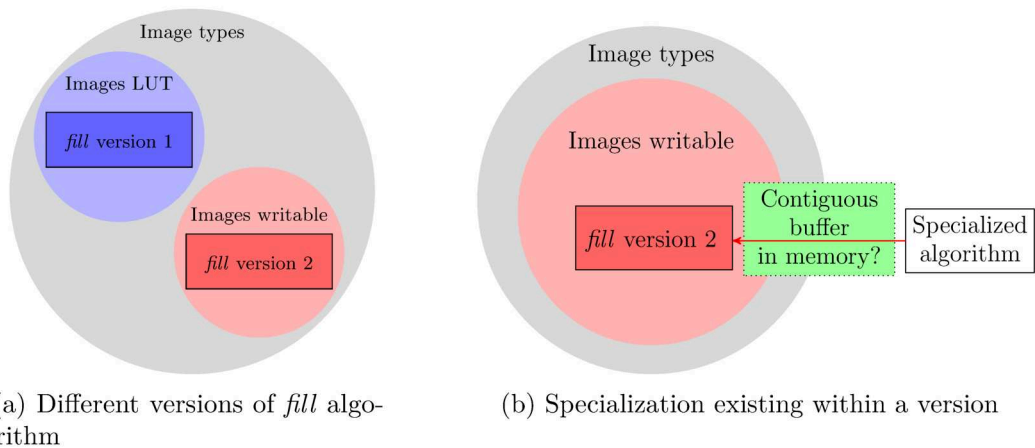 Image types
Images LUT
fill version 1
Images writable
fill version 2
a) Different versions of fill algo-
rithm
Image types
Images writable
fill version 2
Contiguous
buffer
in memory?
Specialized
algorithm
(b) Specialization existing within a version